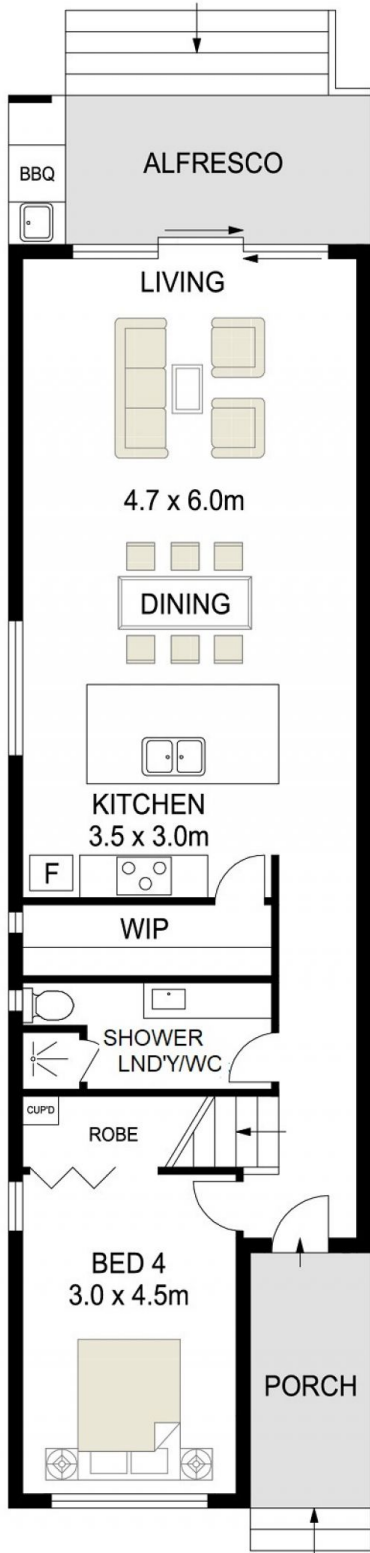 ALFRESCO
BBQ
LIVING
4.7 x 6.0m
DINING
KITCHEN
3.5 x 3.0m
F
WIP
SHOWER
LND'Y/WC
CUP'D
ROBE
BED 4
3.0 x 4.5m
PORCH